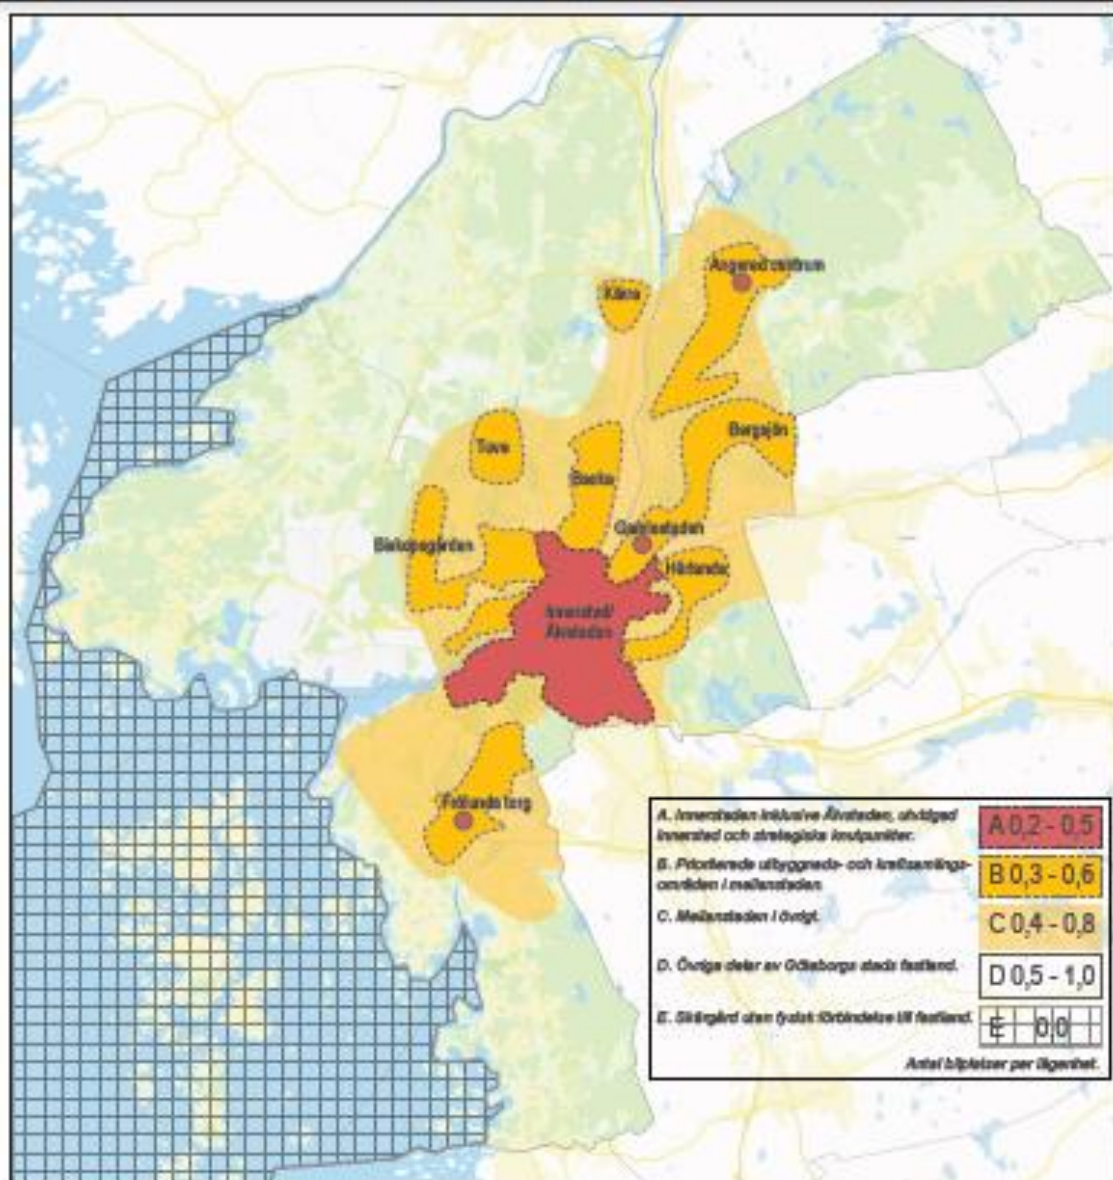 Angered centrum
Kärra
Bergsjön
Tuve
Backa
Gamlestaden
Biskopsgården
Härlanda
Innerstad/
Älvstaden
Frölunda torg
A. Innerstaden inklusive Älvstaden, utvidgad
innerstad och strategiska knutpunkter.
A 0,2 - 0,5
B. Prioriterade utbyggnads- och kraftsamlings-
områden i mellanstaden
B 0,3 - 0,6
C. Mellanstaden i övrigt.
C 0,4 - 0,8
D. Övriga delar av Göteborgs stads fastland.
D 0,5 - 1,0
E. Skärgård utan fysisk förbindelse till fastland.
E 0,0
Antal bilplatser per lägenhet.